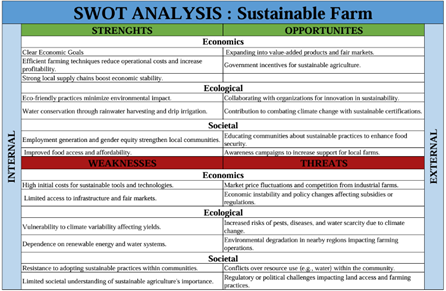 SWOT ANALYSIS : Sustainable Farm
STRENGHTS OPPORTUNITES
Economics
Clear Economic Goals Expanding into value-added products and fair markets.
Efficient farming techniques reduce operational costs and increase profitability. Government incentives for sustainable agriculture.
Strong local supply chains boost economic stability.
Ecological
Eco-friendly practices minimize environmental impact. Collaborating with organizations for innovation in sustainability.
Water conservation through rainwater harvesting and drip irrigation. Contribution to combating climate change with sustainable certifications.
Societal
Employment generation and gender equity strengthen local communities. Educating communities about sustainable practices to enhance food security.
Improved food access and affordability. Awareness campaigns to increase support for local farms.
WEAKNESSES THREATS
Economics
High initial costs for sustainable tools and technologies. Market price fluctuations and competition from industrial farms.
Limited access to infrastructure and fair markets. Economic instability and policy changes affecting subsidies or regulations.
Ecological
Vulnerability to climate variability affecting yields. Increased risks of pests, diseases, and water scarcity due to climate change.
Dependence on renewable energy and water systems. Environmental degradation in nearby regions impacting farming operations.
Societal
Resistance to adopting sustainable practices within communities. Conflicts over resource use (e.g., water) within the community.
Limited societal understanding of sustainable agriculture's importance. Regulatory or political challenges impacting land access and farming practices.
INTERNAL
EXTERNAL